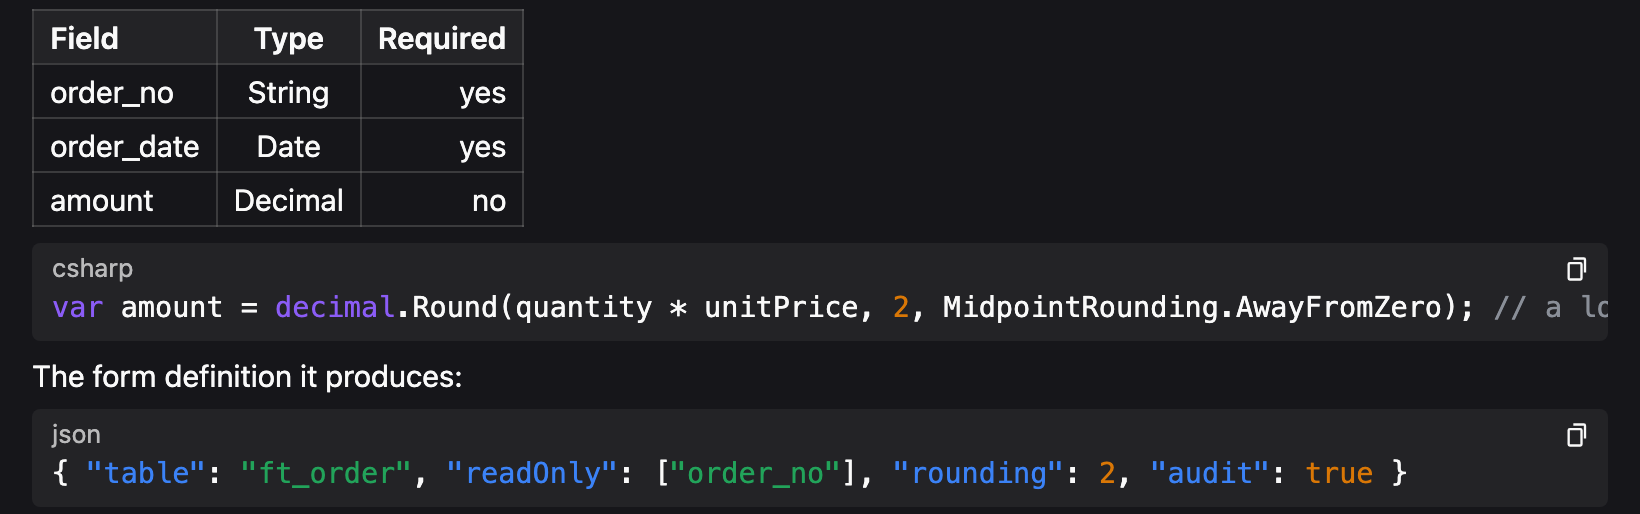 Field Type Required
order_no String yes
order_date Date yes
amount Decimal no
csharp
var amount = decimal.Round(quantity * unitPrice, 2, MidpointRounding.AwayFromZero); // a
The form definition it produces:
json
{ "table": "ft_order", "readOnly": ["order_no"], "rounding": 2, "audit": true }